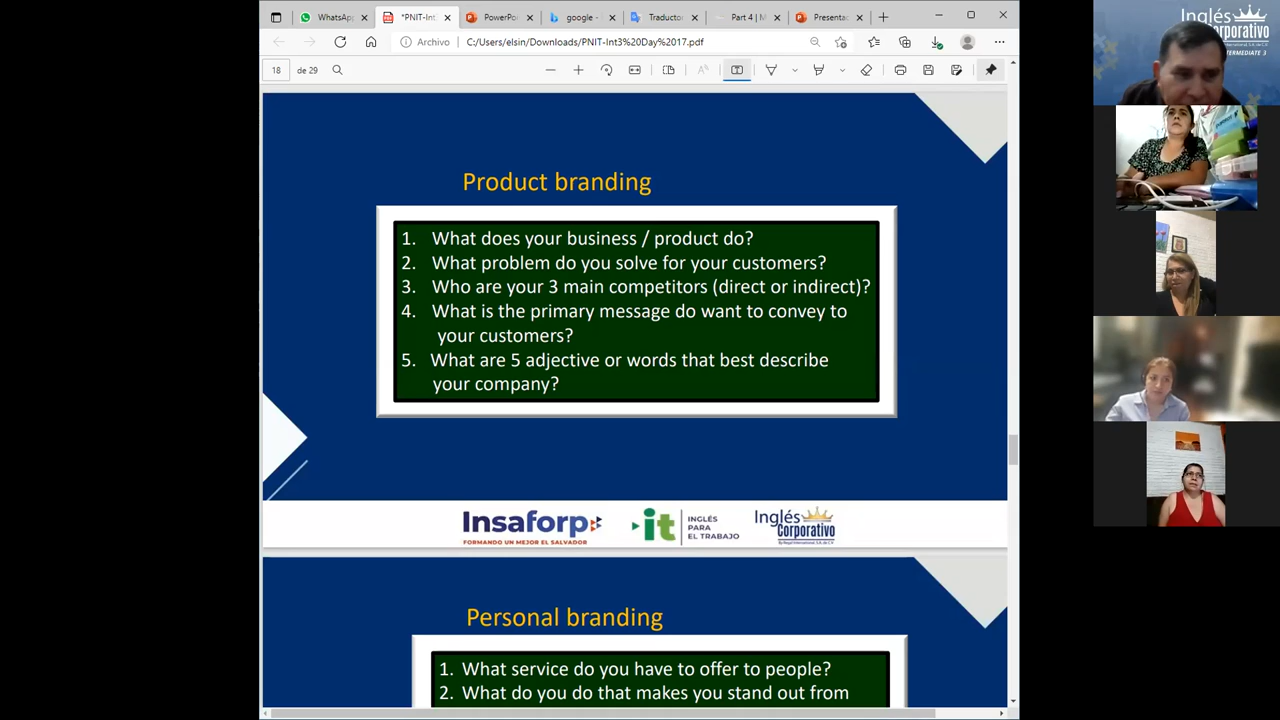 WhatsApp
*PNIT-Int
PowerPo
google -
Traductor
Part 4 | M
Presentac
Archivo
C:/Users/elsin/Downloads/PNIT-Int3%20Day%2017.pdf
18
de 29
Product branding
1. What does your business / product do?
2. What problem do you solve for your customers?
3. Who are your 3 main competitors (direct or indirect)?
4. What is the primary message do want to convey to
your customers?
5. What are 5 adjective or words that best describe
your company?
Insaforp
FORMANDO UN MEJOR EL SALVADOR
it
INGLÉS
PARA
EL TRABAJO
Inglés
Corporativo
Personal branding
1. What service do you have to offer to people?
2. What do you do that makes you stand out from
Inglés
Corporativo
INTERMEDIATE 3